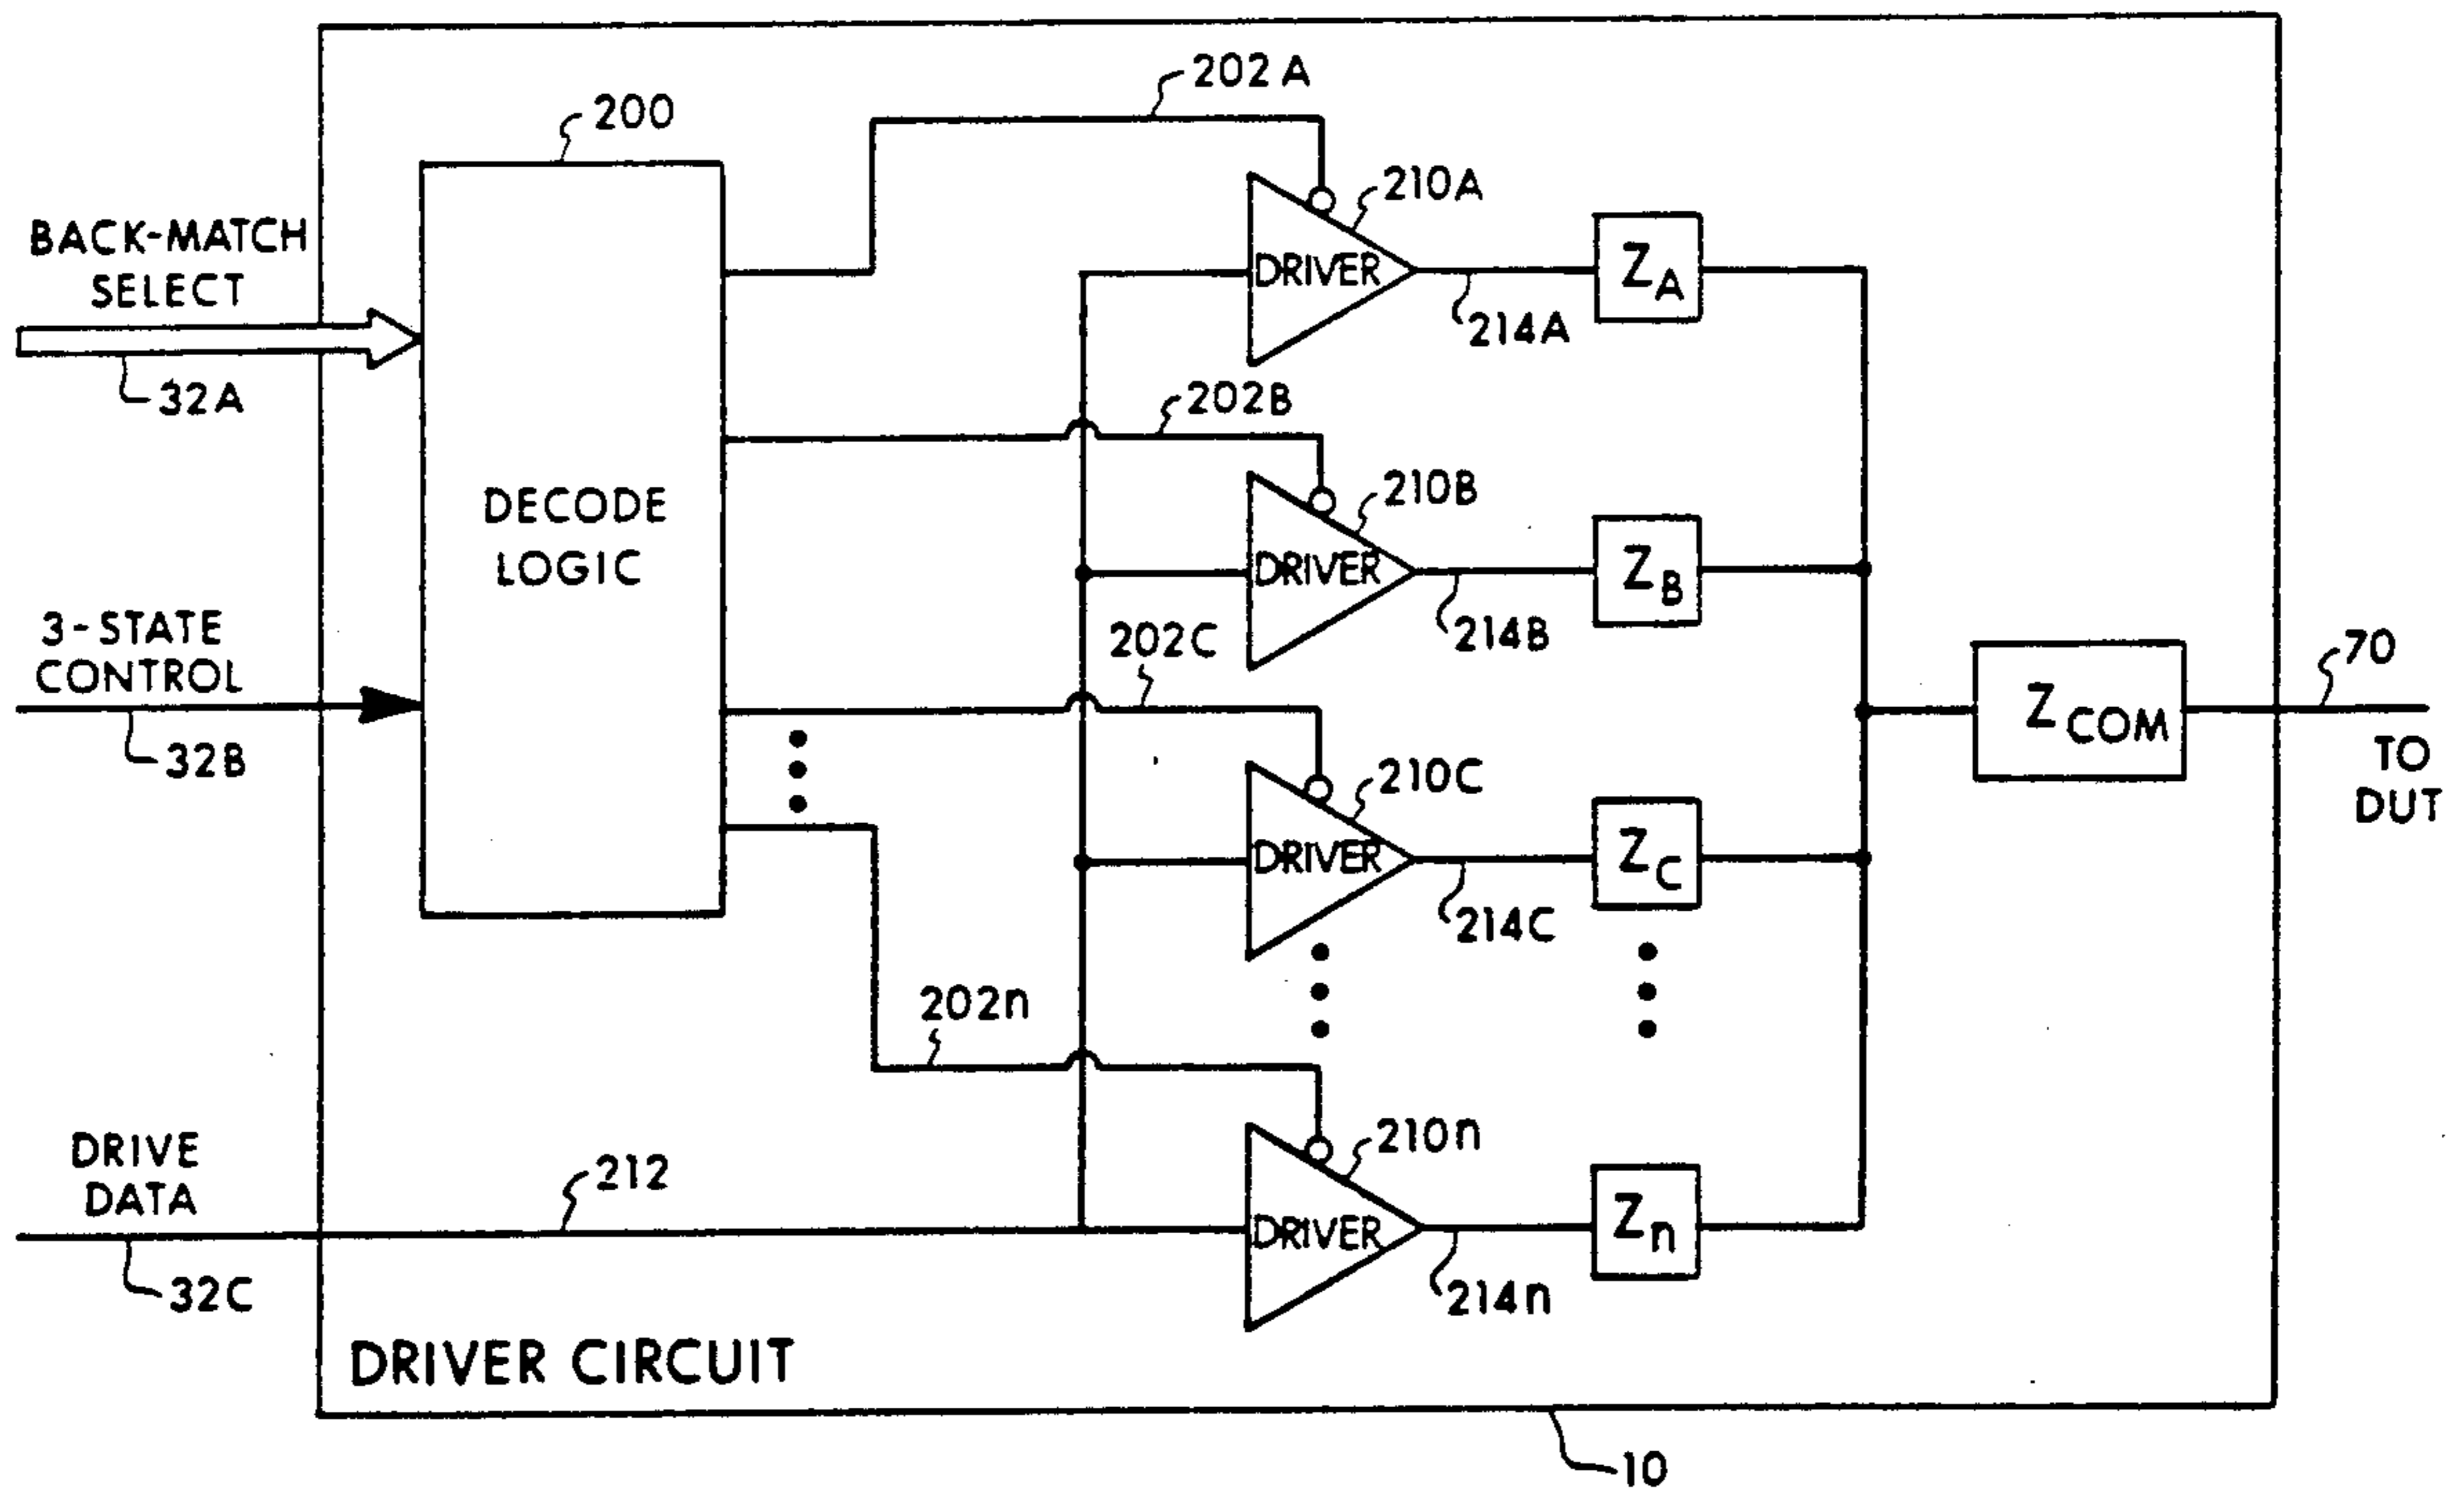 202A
200
210A
BACK-MATCH
SELECT
DRIVER
ZA
214A
32A
202B
DECODE
LOGIC
210B
DRIVER
ZB
214B
3-STATE
CONTROL
202C
70
ZCOM
32B
TO
DUT
210C
DRIVER
ZC
214C
202n
210n
DRIVE
DATA
212
DRIVER
Zn
32C
214n
DRIVER CIRCUIT
10